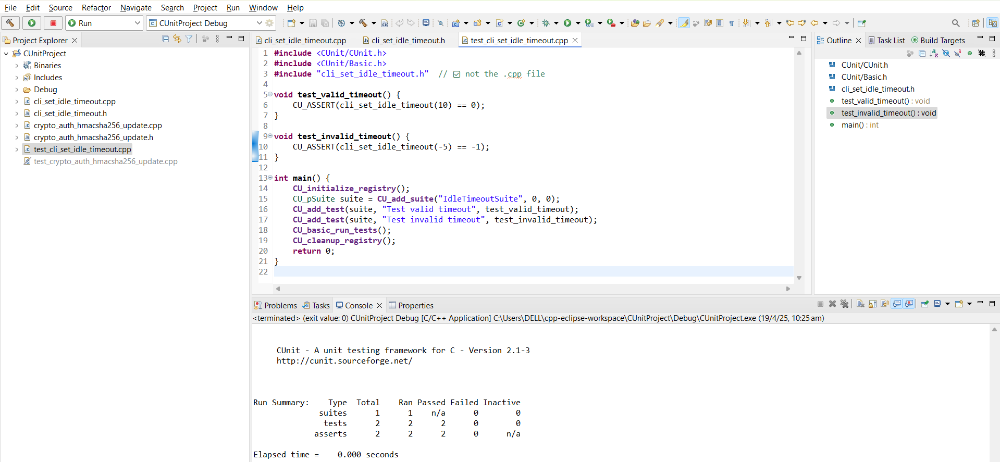 File Edit Source Refactor Navigate Search Project Run Window Help
Run CUnitProject Debug
Project Explorer
CUnitProject
Binaries
Includes
Debug
cli_set_idle_timeout.cpp
cli_set_idle_timeout.h
crypto_auth_hmacsha256_update.cpp
crypto_auth_hmacsha256_update.h
test_cli_set_idle_timeout.cpp
test_crypto_auth_hmacsha256_update.cpp
cli_set_idle_timeout.cpp cli_set_idle_timeout.h test_cli_set_idle_timeout.cpp
1 #include <CUnit/CUnit.h>
2 #include <CUnit/Basic.h>
3 #include "cli_set_idle_timeout.h"  // ☑ not the .cpp file
4
5 void test_valid_timeout() {
6     CU_ASSERT(cli_set_idle_timeout(10) == 0);
7 }
8
9 void test_invalid_timeout() {
10     CU_ASSERT(cli_set_idle_timeout(-5) == -1);
11 }
12
13 int main() {
14     CU_initialize_registry();
15     CU_pSuite suite = CU_add_suite("IdleTimeoutSuite", 0, 0);
16     CU_add_test(suite, "Test valid timeout", test_valid_timeout);
17     CU_add_test(suite, "Test invalid timeout", test_invalid_timeout);
18     CU_basic_run_tests();
19     CU_cleanup_registry();
20     return 0;
21 }
22
Outline Task List Build Targets
CUnit/CUnit.h
CUnit/Basic.h
cli_set_idle_timeout.h
test_valid_timeout() : void
test_invalid_timeout() : void
main() : int
Problems Tasks Console Properties
<terminated> (exit value: 0) CUnitProject Debug [C/C++ Application] C:\Users\DELL\cpp-eclipse-workspace\CUnitProject\Debug\CUnitProject.exe (19/4/25, 10:25 am)
CUnit - A unit testing framework for C - Version 2.1-3
http://cunit.sourceforge.net/
Run Summary:    Type  Total    Ran Passed Failed Inactive
suites      1      1    n/a      0        0
tests      2      2      2      0        0
asserts      2      2      2      0      n/a
Elapsed time =    0.000 seconds